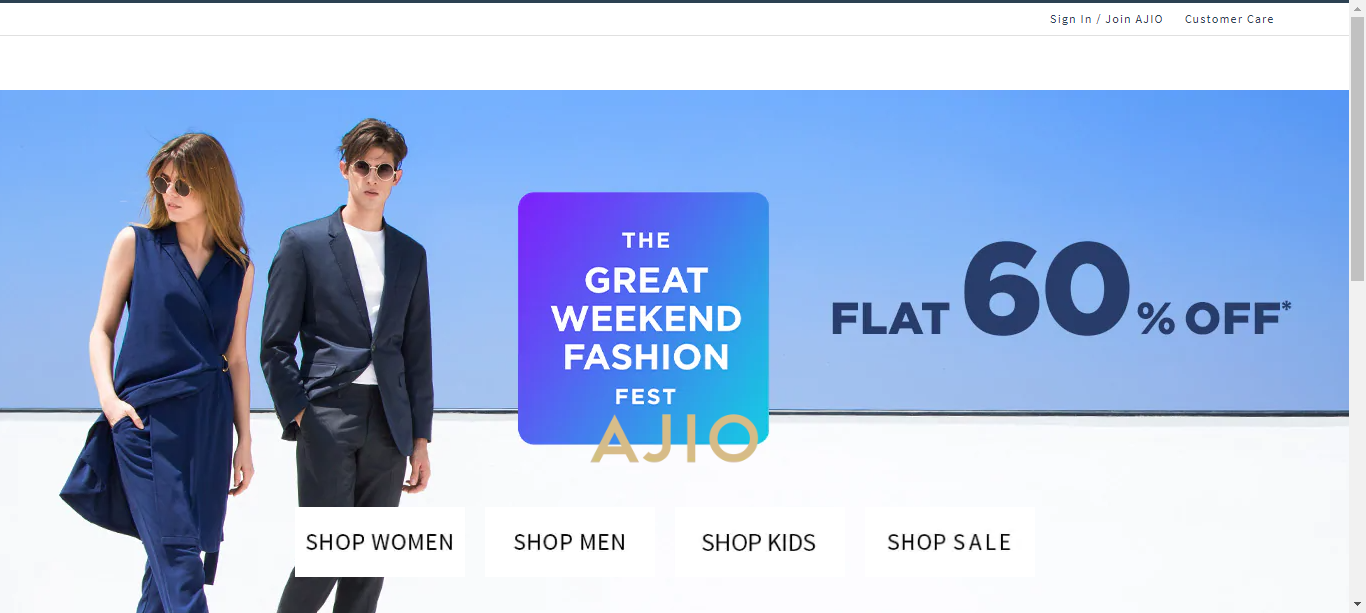 Sign In / Join AJIO Customer Care
THE
GREAT
WEEKEND
FASHION
FEST
AJIO
FLAT 60% OFF*
SHOP WOMEN SHOP MEN SHOP KIDS SHOP SALE